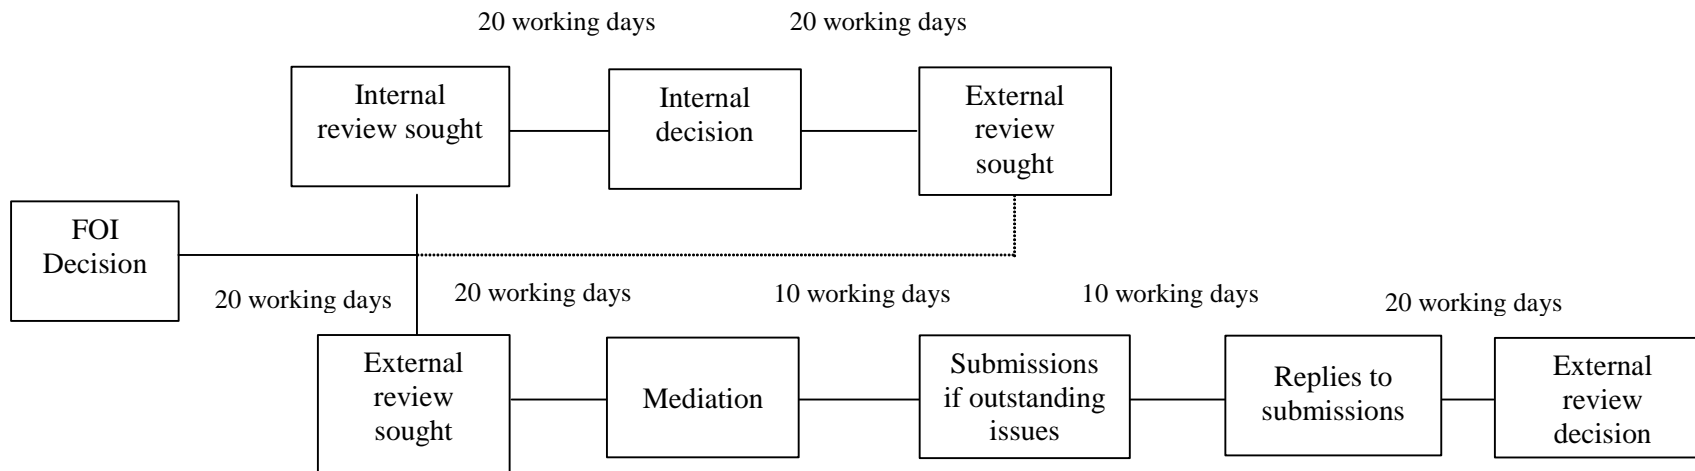 20 working days
20 working days
Internal
review sought
Internal
decision
External
review
sought
FOI
Decision
20 working days
20 working days
10 working days
10 working days
20 working days
External
review
sought
Mediation
Submissions
if outstanding
issues
Replies to
submissions
External
review
decision